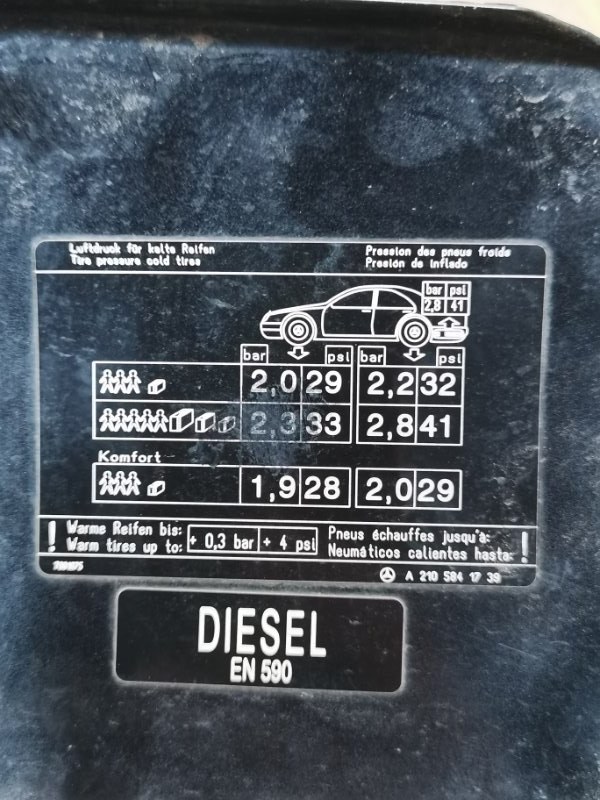 Luftdruck für kalte Reifen
Tire pressure cold tires
Pression des pneus froids
Presion de inflado
bar psi
2,8 41
bar psi bar psi
2,0 29 2,2 32
2,3 33 2,8 41
Komfort
1,9 28 2,0 29
! Warme Reifen bis:
Warm tires up to:
+ 0,3 bar + 4 psi
Pneus échauffes jusqu'à:
Neumáticos calientes hasta: !
A 210 584 17 39
DIESEL
EN 590